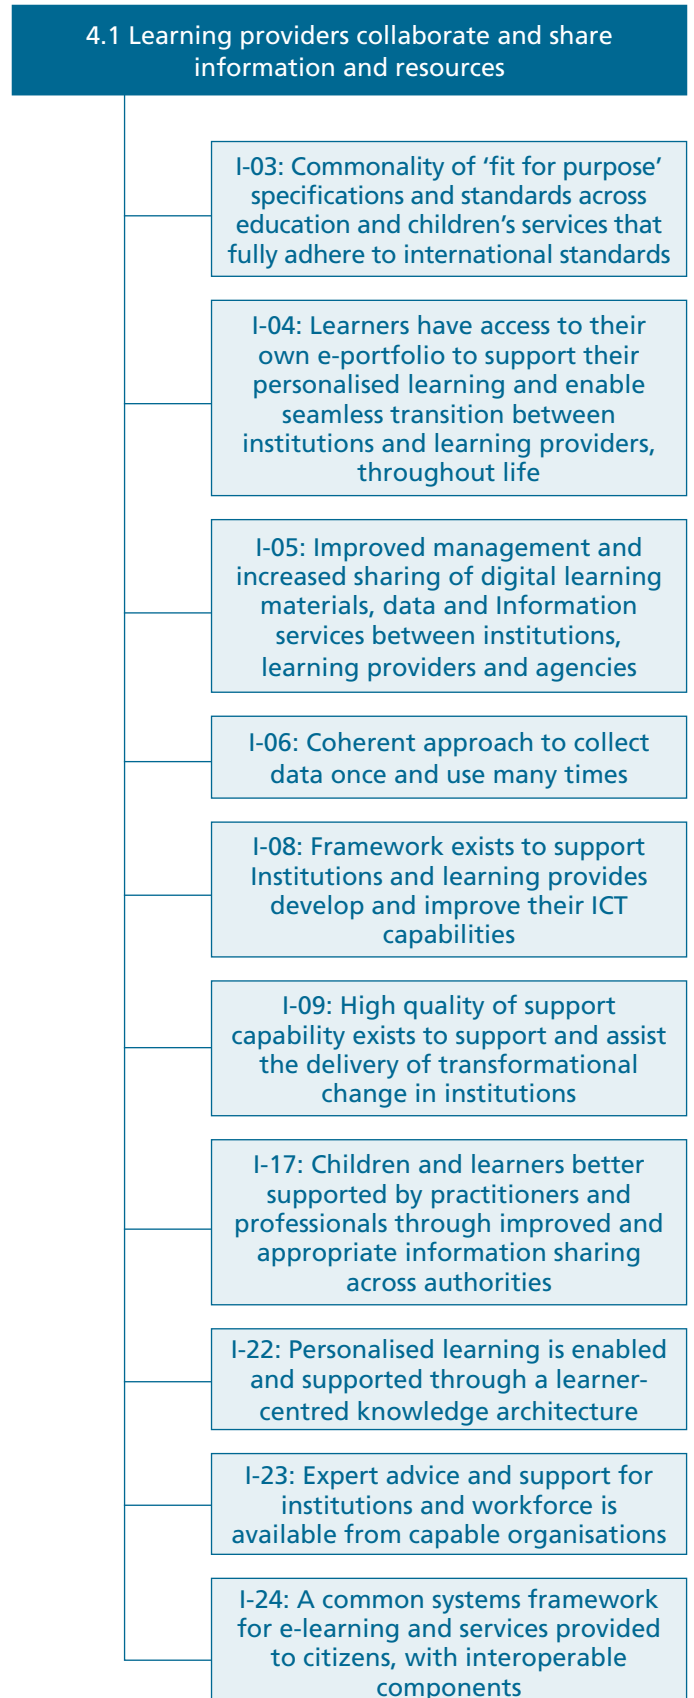 4.1 Learning providers collaborate and share
information and resources
I-03: Commonality of ‘fit for purpose’
specifications and standards across
education and children’s services that
fully adhere to international standards
I-04: Learners have access to their
own e-portfolio to support their
personalised learning and enable
seamless transition between
institutions and learning providers,
throughout life
I-05: Improved management and
increased sharing of digital learning
materials, data and Information
services between institutions,
learning providers and agencies
I-06: Coherent approach to collect
data once and use many times
I-08: Framework exists to support
Institutions and learning provides
develop and improve their ICT
capabilities
I-09: High quality of support
capability exists to support and assist
the delivery of transformational
change in institutions
I-17: Children and learners better
supported by practitioners and
professionals through improved and
appropriate information sharing
across authorities
I-22: Personalised learning is enabled
and supported through a learner-
centred knowledge architecture
I-23: Expert advice and support for
institutions and workforce is
available from capable organisations
I-24: A common systems framework
for e-learning and services provided
to citizens, with interoperable
components